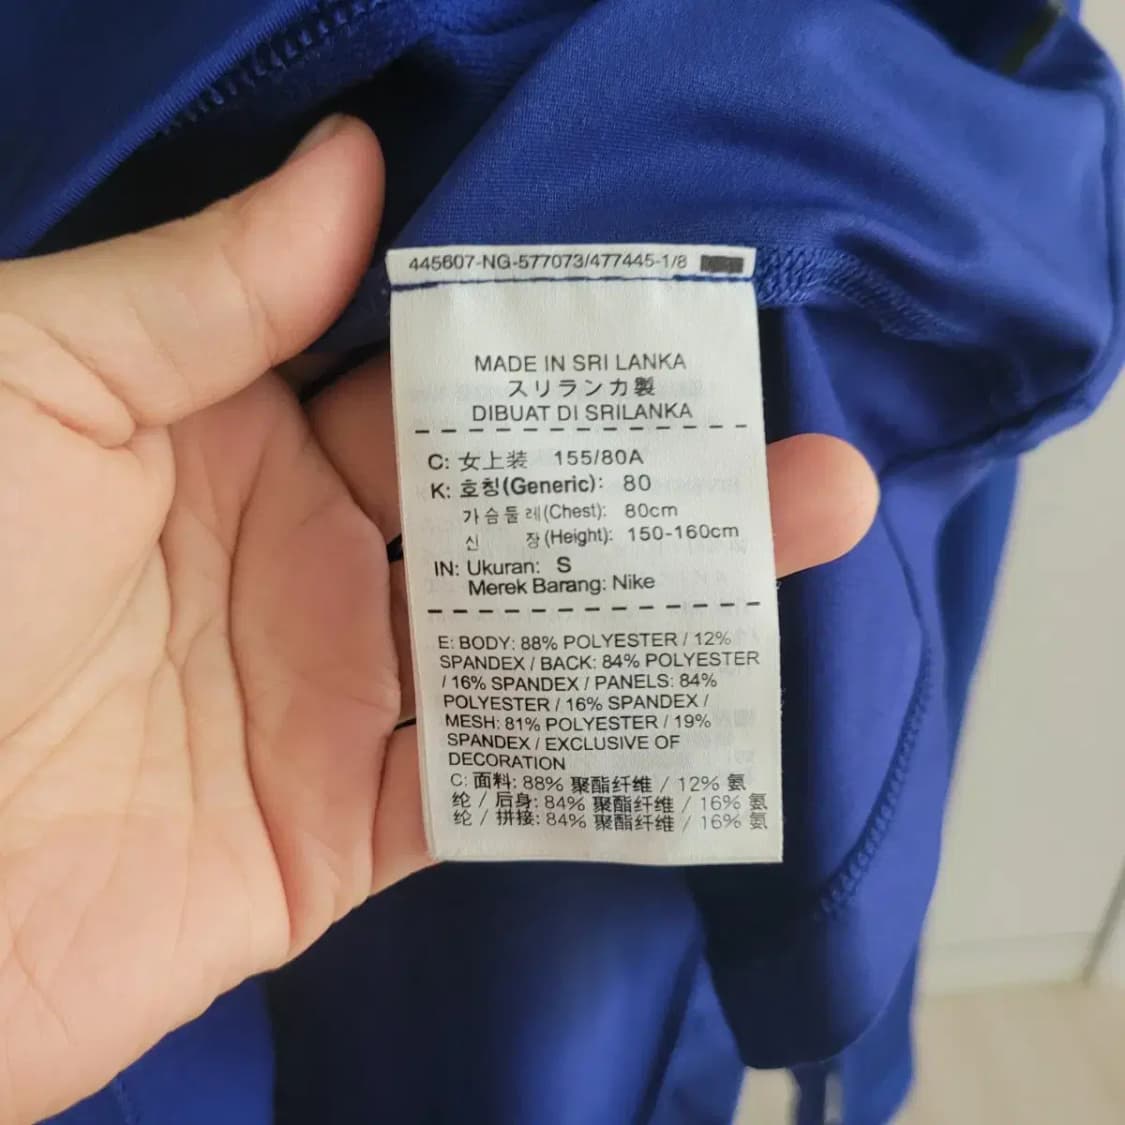 445607-NG-577073/477445-1/8
MADE IN SRI LANKA
スリランカ製
DIBUAT DI SRILANKA
C: 女上装 155/80A
K: 호칭(Generic): 80
가슴둘레(Chest): 80cm
신 장(Height): 150-160cm
IN: Ukuran: S
Merek Barang: Nike
E: BODY: 88% POLYESTER / 12%
SPANDEX / BACK: 84% POLYESTER
/ 16% SPANDEX / PANELS: 84%
POLYESTER / 16% SPANDEX /
MESH: 81% POLYESTER / 19%
SPANDEX / EXCLUSIVE OF
DECORATION
C: 面料: 88% 聚酯纤维 / 12% 氨
纶 / 后身: 84% 聚酯纤维 / 16% 氨
纶 / 拼接: 84% 聚酯纤维 / 16% 氨